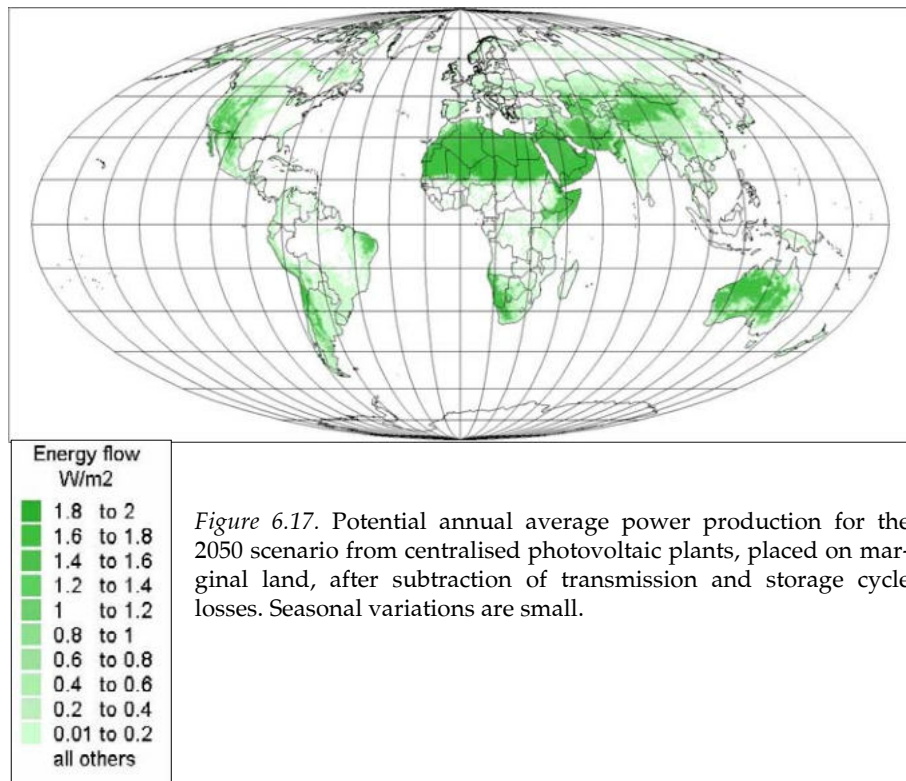 Energy flow
W/m2
1.8 to 2
1.6 to 1.8
1.4 to 1.6
1.2 to 1.4
1 to 1.2
0.8 to 1
0.6 to 0.8
0.4 to 0.6
0.2 to 0.4
0.01 to 0.2
all others
Figure 6.17. Potential annual average power production for the
2050 scenario from centralised photovoltaic plants, placed on mar-
ginal land, after subtraction of transmission and storage cycle
losses. Seasonal variations are small.